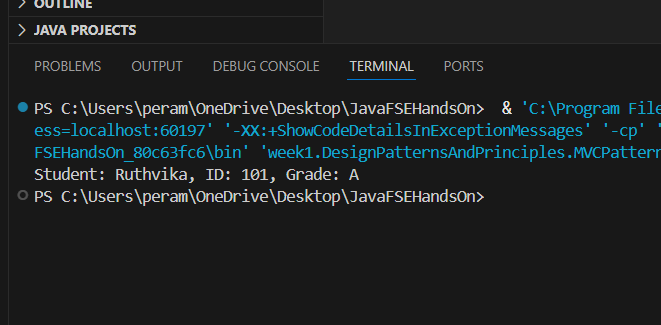 OUTLINE
JAVA PROJECTS
PROBLEMS OUTPUT DEBUG CONSOLE TERMINAL PORTS
PS C:\Users\peram\OneDrive\Desktop\JavaFSEHandsOn> & 'C:\Program File
ess=localhost:60197' '-XX:+ShowCodeDetailsInExceptionMessages' '-cp' '
FSEHandsOn_80c63fc6\bin' 'week1.DesignPatternsAndPrinciples.MVCPattern
Student: Ruthvika, ID: 101, Grade: A
PS C:\Users\peram\OneDrive\Desktop\JavaFSEHandsOn>